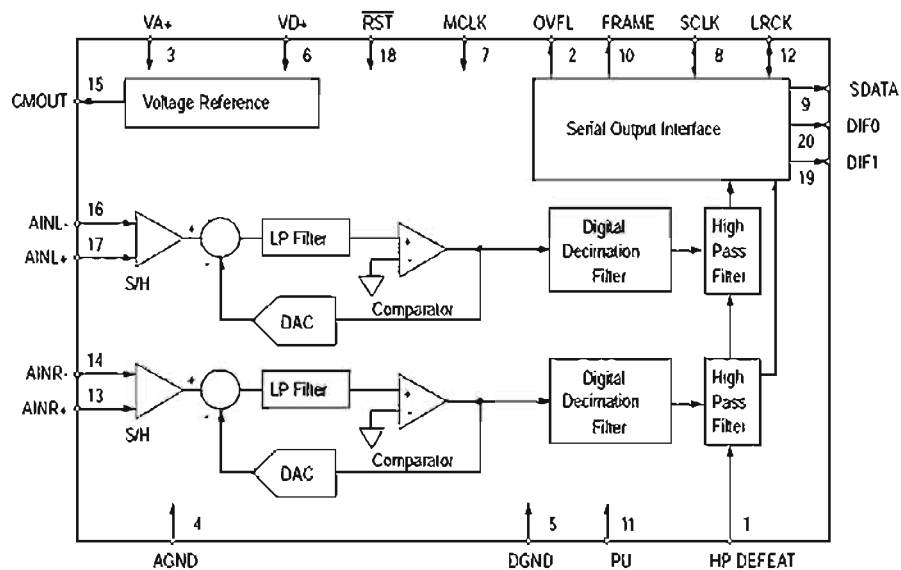 VA+ VD+ RST MCLK OVFL FRAME SCLK LRCK
3 6 18 7 2 10 8 12
15
CMOUT
Voltage Reference
Serial Output Interface
SDATA
9
DIF0
20
DIF1
19
AINL-
16
AINL+
17
S/H
+
-
LP Filter
+
-
Comparator
DAC
Digital
Decimation
Filter
High
Pass
Filter
AINR-
14
AINR+
13
S/H
+
-
LP Filter
+
-
Comparator
DAC
Digital
Decimation
Filter
High
Pass
Filter
4 5 11 1
AGND DGND PU HP DEFEAT